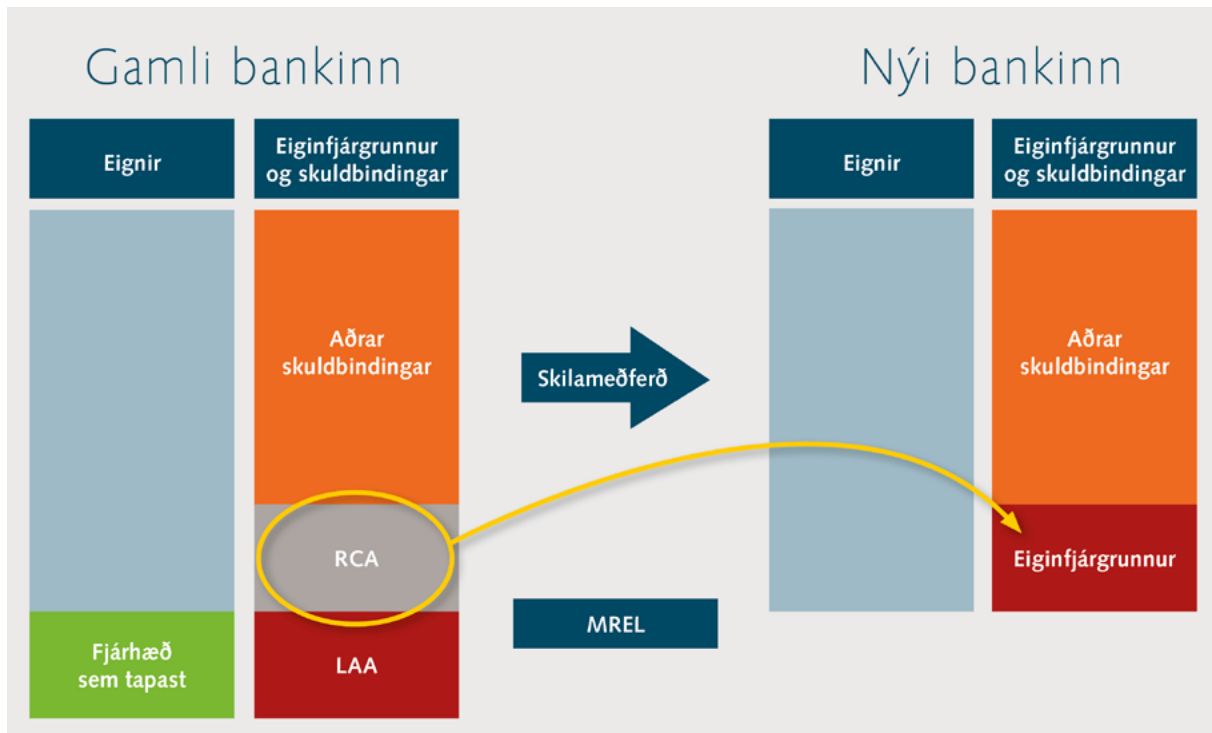 Gamli bankinn
Nýi bankinn
Eignir
Eiginfjárgrunnur
og skuldbindingar
Eignir
Eiginfjárgrunnur
og skuldbindingar
Aðrar
skuldbindingar
Skilameðferð
Aðrar
skuldbindingar
RCA
Eiginfjárgrunnur
MREL
Fjárhæð
sem tapast
LAA